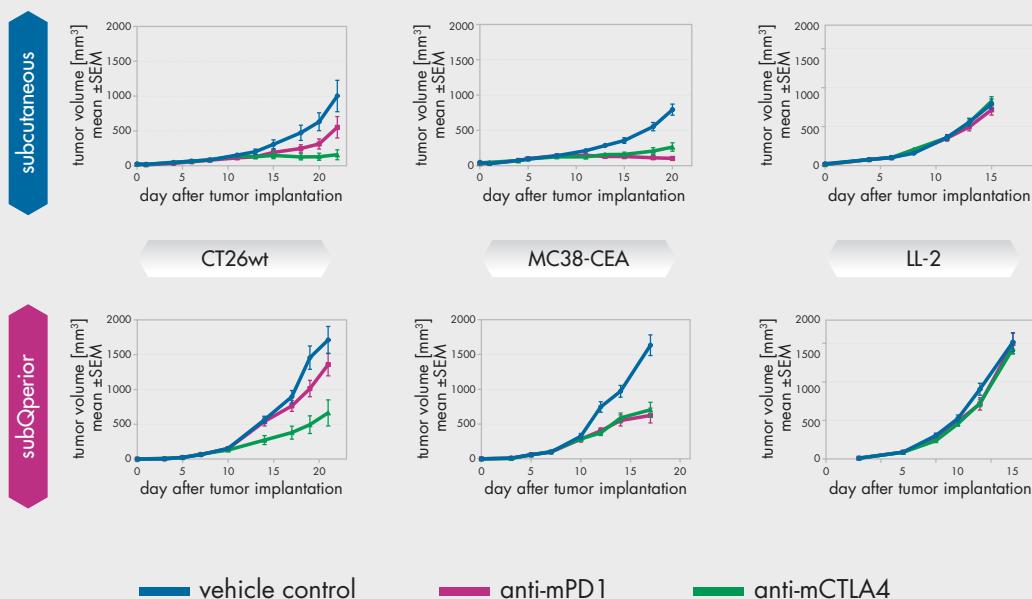 subcutaneous
tumor volume [mm³]
mean ±SEM
2000
1500
1000
500
0
0 5 10 15 20
day after tumor implantation
tumor volume [mm³]
mean ±SEM
2000
1500
1000
500
0
0 5 10 15 20
day after tumor implantation
tumor volume [mm³]
mean ±SEM
2000
1500
1000
500
0
0 5 10 15
day after tumor implantation
CT26wt
MC38-CEA
LL-2
subQperior
tumor volume [mm³]
mean ±SEM
2000
1500
1000
500
0
0 5 10 15 20
day after tumor implantation
tumor volume [mm³]
mean ±SEM
2000
1500
1000
500
0
0 5 10 15 20
day after tumor implantation
tumor volume [mm³]
mean ±SEM
2000
1500
1000
500
0
0 5 10 15
day after tumor implantation
vehicle control
anti-mPD1
anti-mCTLA4